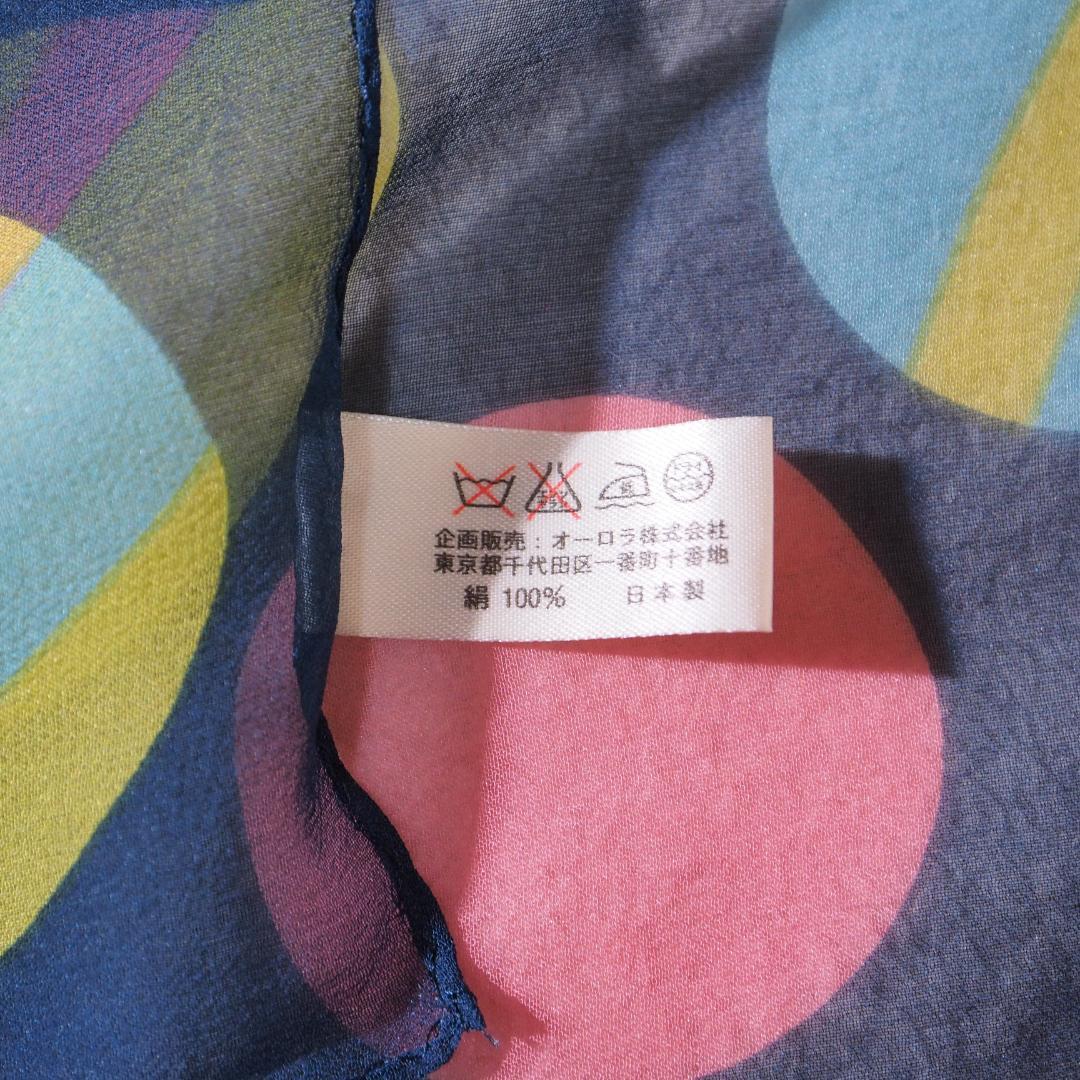 企画販売：オーロラ株式会社
東京都千代田区一番町十番地
絹 100%　日本製